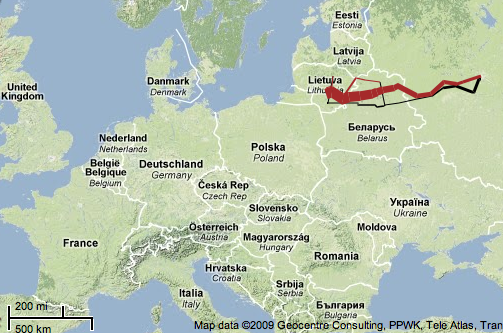 Eesti
Estonia
Latvija
Latvia
United
Kingdom
Danmark
Denmark
Lietuva
Lithu
Беларусь
Belarus
Nederland
Netherlands
Polska
Poland
België
Belgique
Belgium
Deutschland
Germany
Česká Rep
Czech Rep
Україна
Ukraine
Slovensko
Slovakia
Österreich
Austria
Magyarország
Hungary
Moldova
France
Romania
Hrvatska
Croatia
Italia
Italy
Srbija
Serbia
България
Bulgaria
200 mi
500 km
Map data ©2009 Geocentre Consulting, PPWK, Tele Atlas, Tran